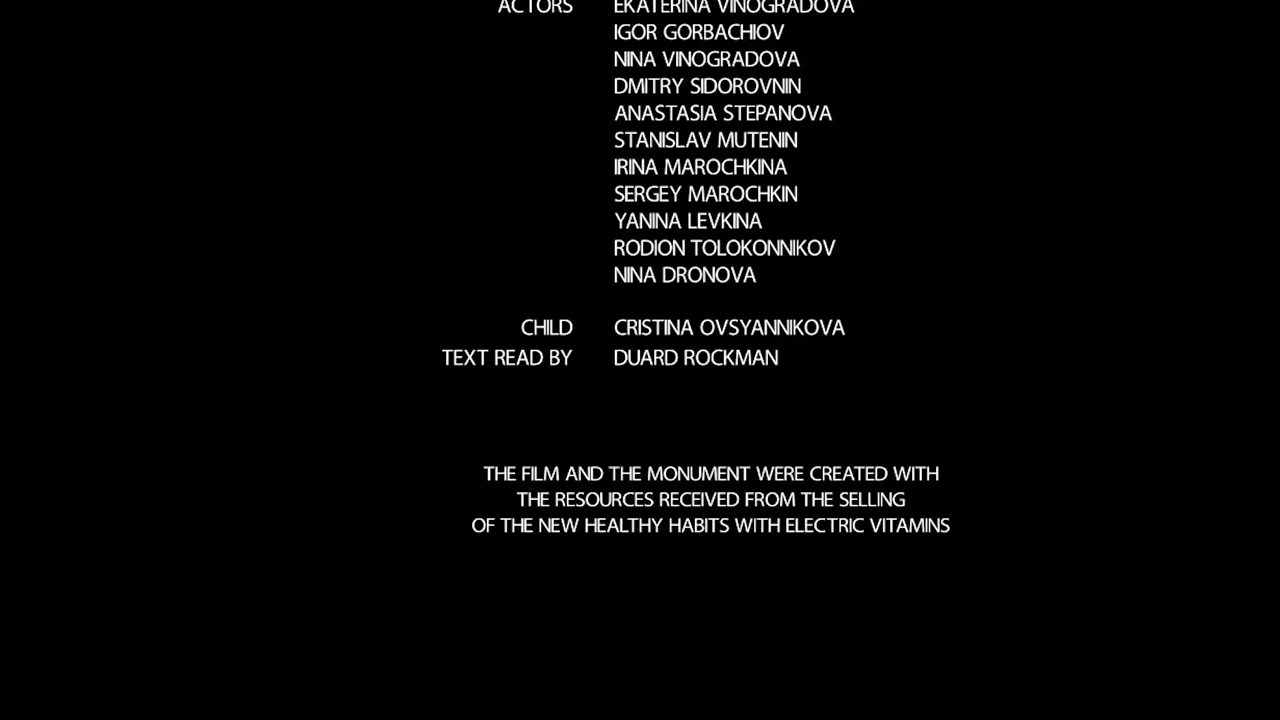 ACTORS EKATERINA VINOGRADOVA
IGOR GORBACHIOV
NINA VINOGRADOVA
DMITRY SIDOROVNIN
ANASTASIA STEPANOVA
STANISLAV MUTENIN
IRINA MAROCHKINA
SERGEY MAROCHKIN
YANINA LEVKINA
RODION TOLOKONNIKOV
NINA DRONOVA
CHILD CRISTINA OVSYANNIKOVA
TEXT READ BY DUARD ROCKMAN
THE FILM AND THE MONUMENT WERE CREATED WITH
THE RESOURCES RECEIVED FROM THE SELLING
OF THE NEW HEALTHY HABITS WITH ELECTRIC VITAMINS